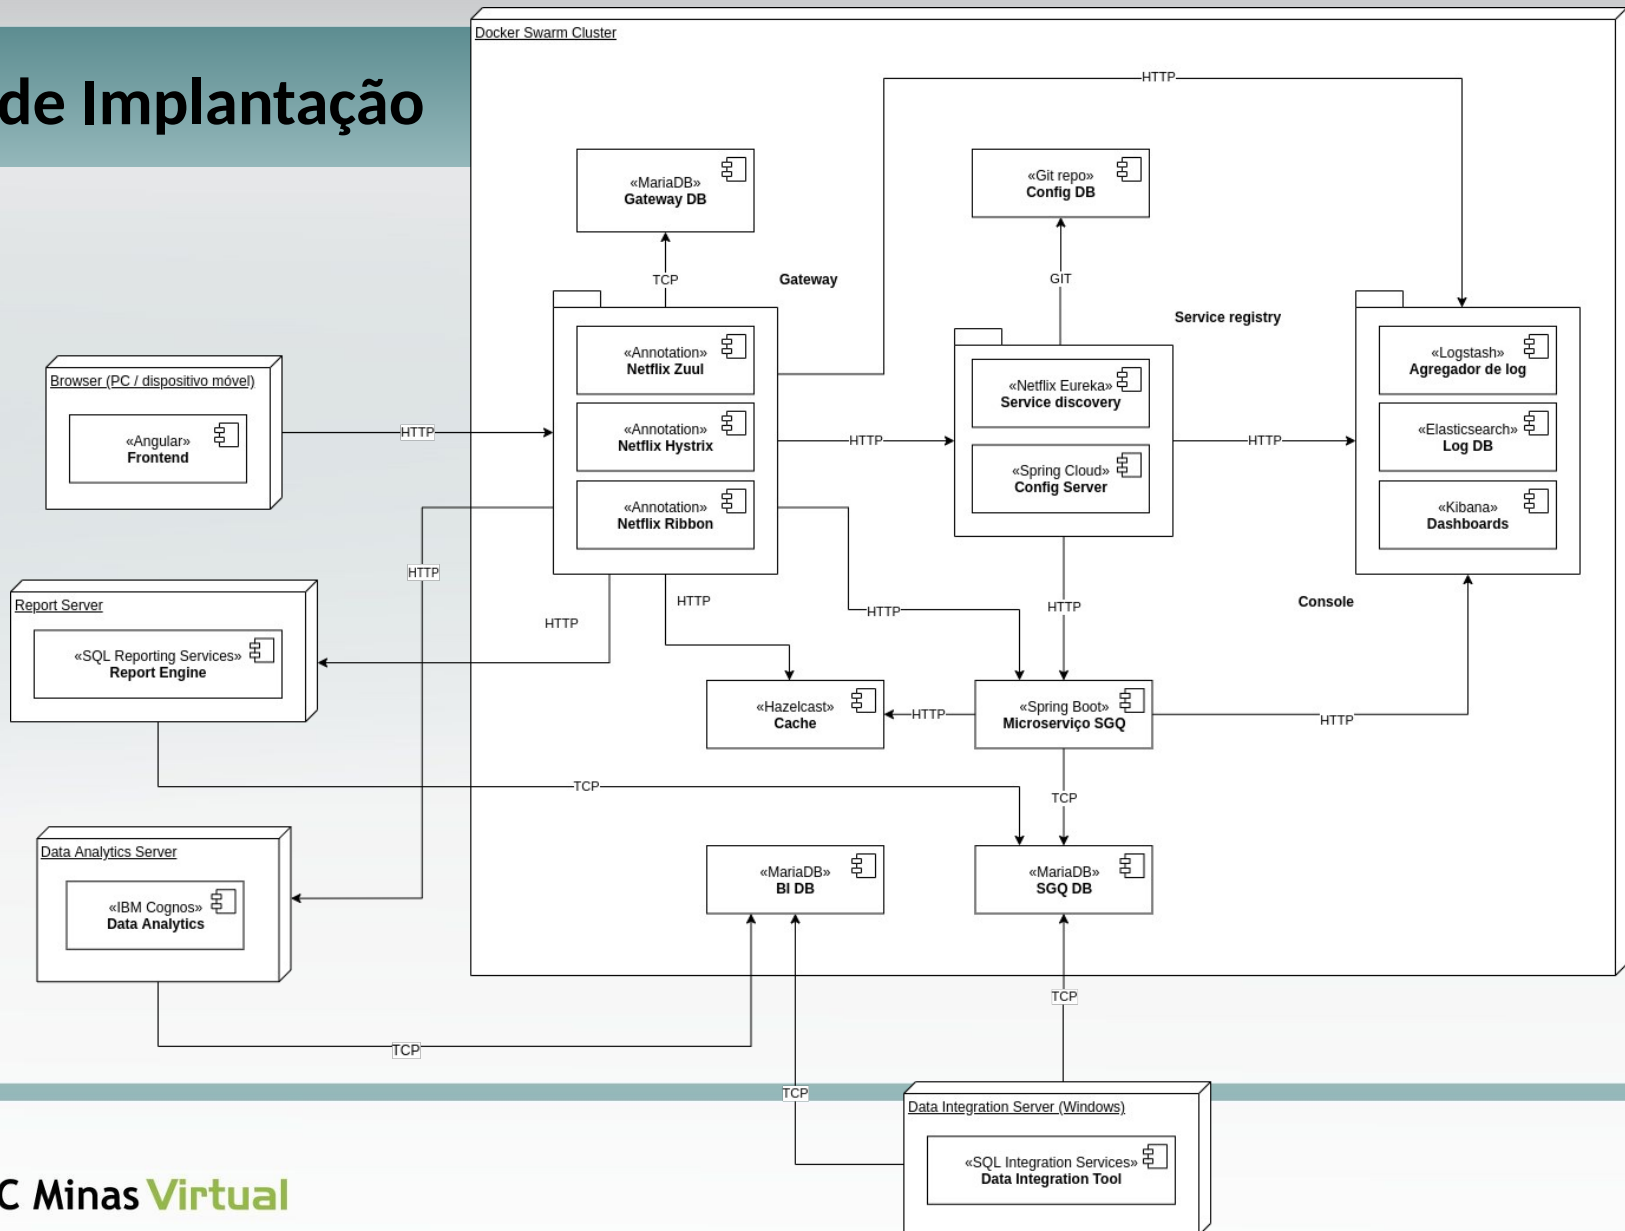 Docker Swarm Cluster
de Implantação
HTTP
«MariaDB»
Gateway DB
«Git repo»
Config DB
TCP
Gateway
GIT
Service registry
«Annotation»
Netflix Zuul
«Annotation»
Netflix Hystrix
«Annotation»
Netflix Ribbon
«Netflix Eureka»
Service discovery
«Spring Cloud»
Config Server
«Logstash»
Agregador de log
«Elasticsearch»
Log DB
«Kibana»
Dashboards
Browser (PC / dispositivo móvel)
«Angular»
Frontend
HTTP
HTTP
HTTP
HTTP
HTTP
HTTP
HTTP
HTTP
Console
Report Server
«SQL Reporting Services»
Report Engine
«Hazelcast»
Cache
HTTP
«Spring Boot»
Microserviço SGQ
HTTP
TCP
TCP
Data Analytics Server
«IBM Cognos»
Data Analytics
«MariaDB»
BI DB
«MariaDB»
SGQ DB
TCP
TCP
TCP
Data Integration Server (Windows)
«SQL Integration Services»
Data Integration Tool
C Minas Virtual